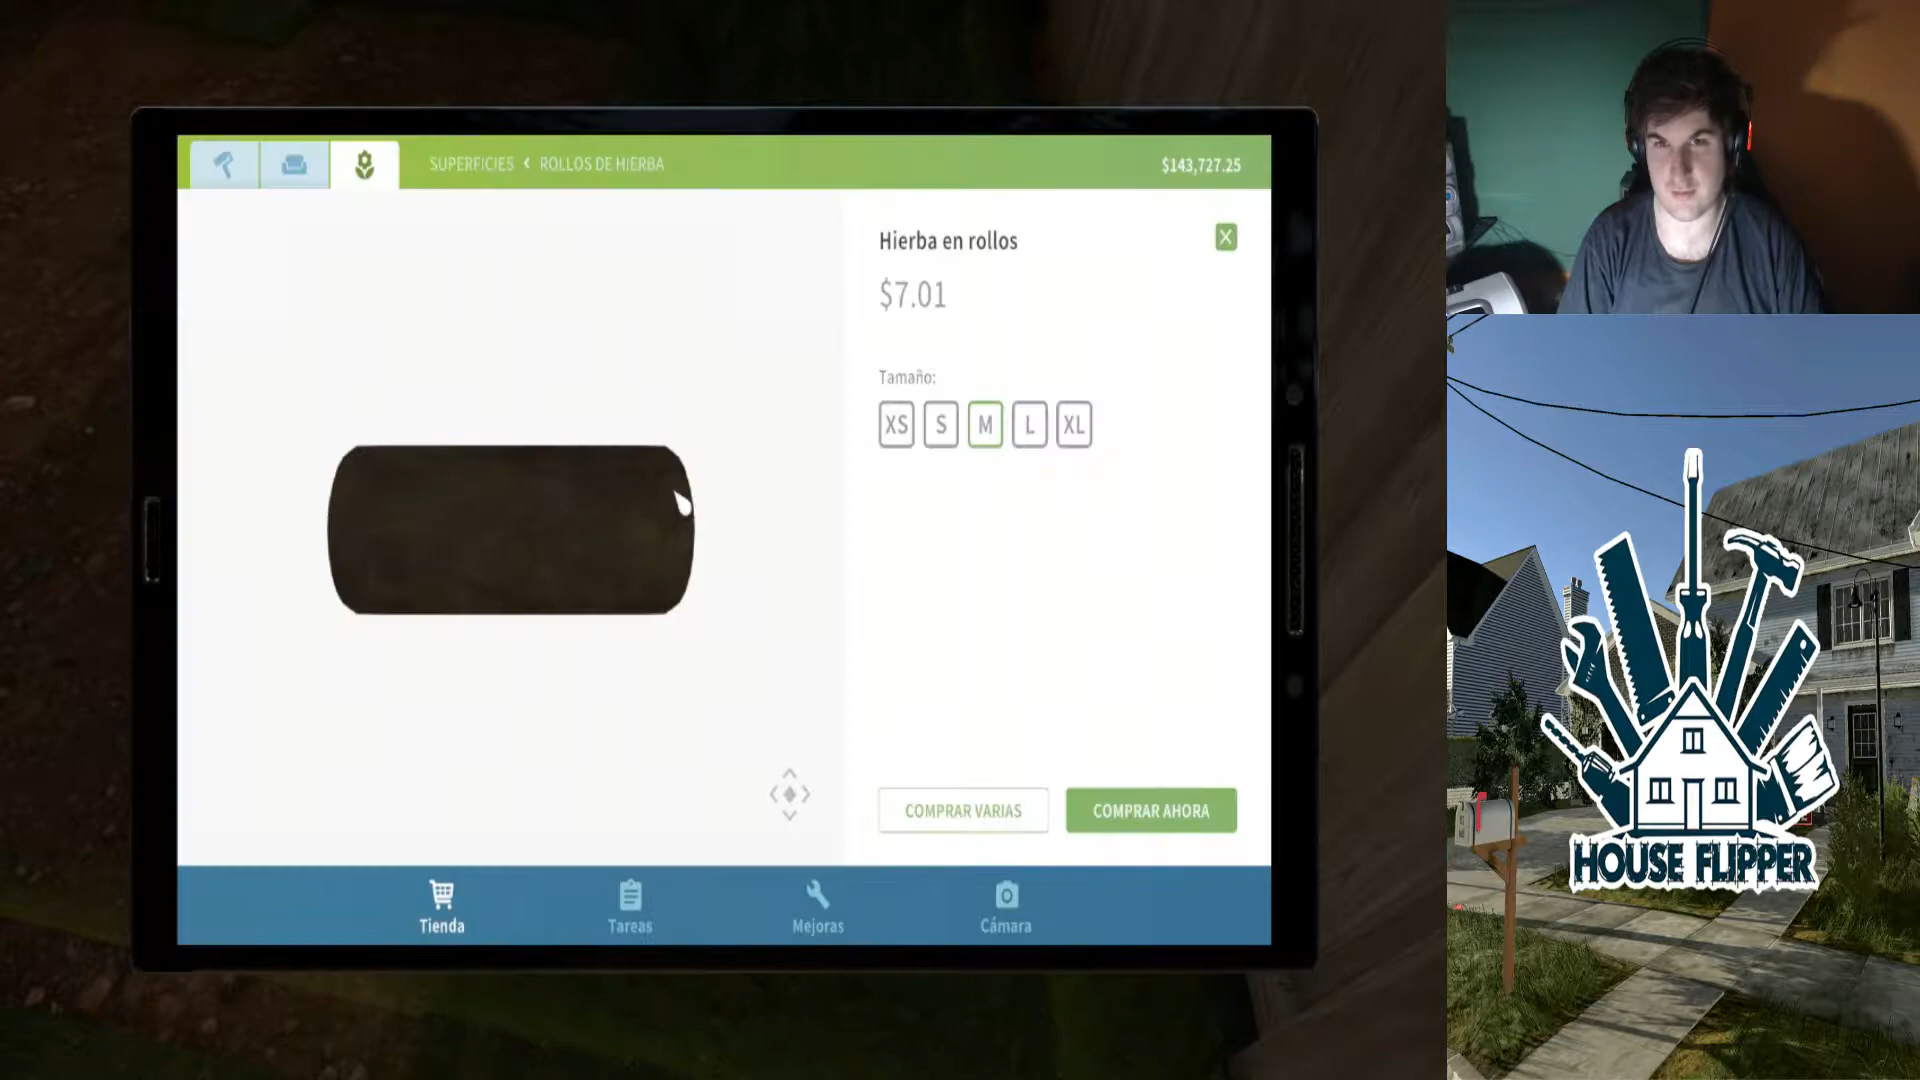 SUPERFICIES < ROLLOS DE HIERBA
$143,727.25
Hierba en rollos
$7.01
Tamaño:
XS S M L XL
COMPRAR VARIAS
COMPRAR AHORA
Tienda
Tareas
Mejoras
Cámara
HOUSE FLIPPER